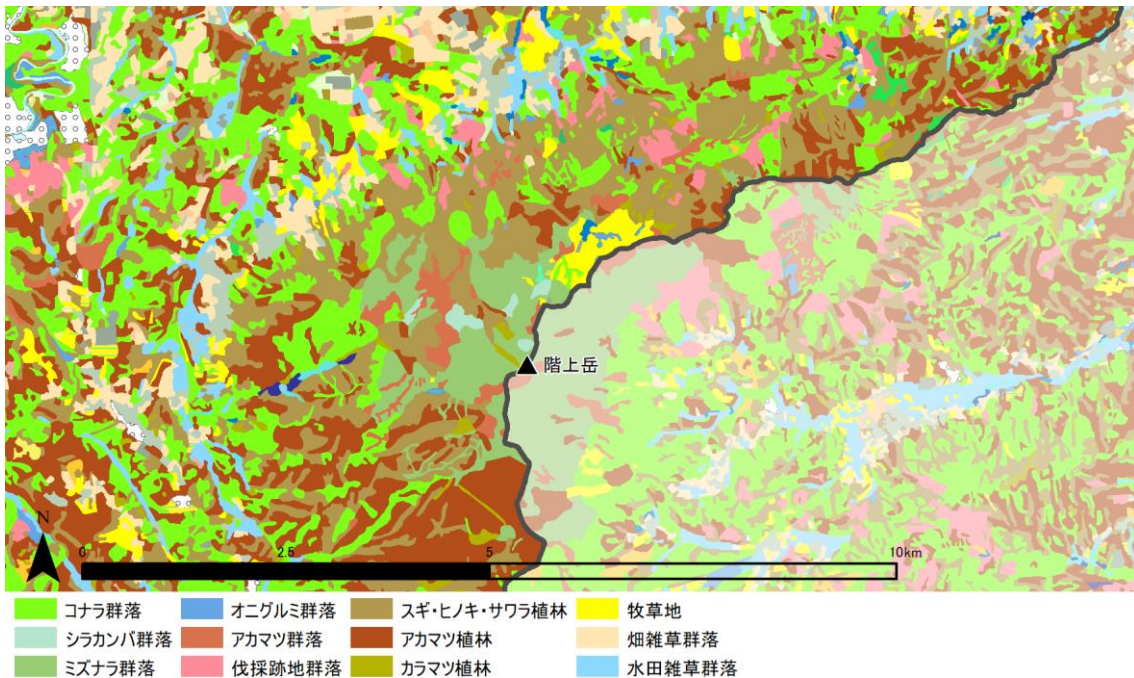 階上岳
N
0 2.5 5 10km
コナラ群落 オニグルミ群落 スギ・ヒノキ・サワラ植林 牧草地
シラカンバ群落 アカマツ群落 アカマツ植林 畑雑草群落
ミズナラ群落 伐採跡地群落 カラマツ植林 水田雑草群落